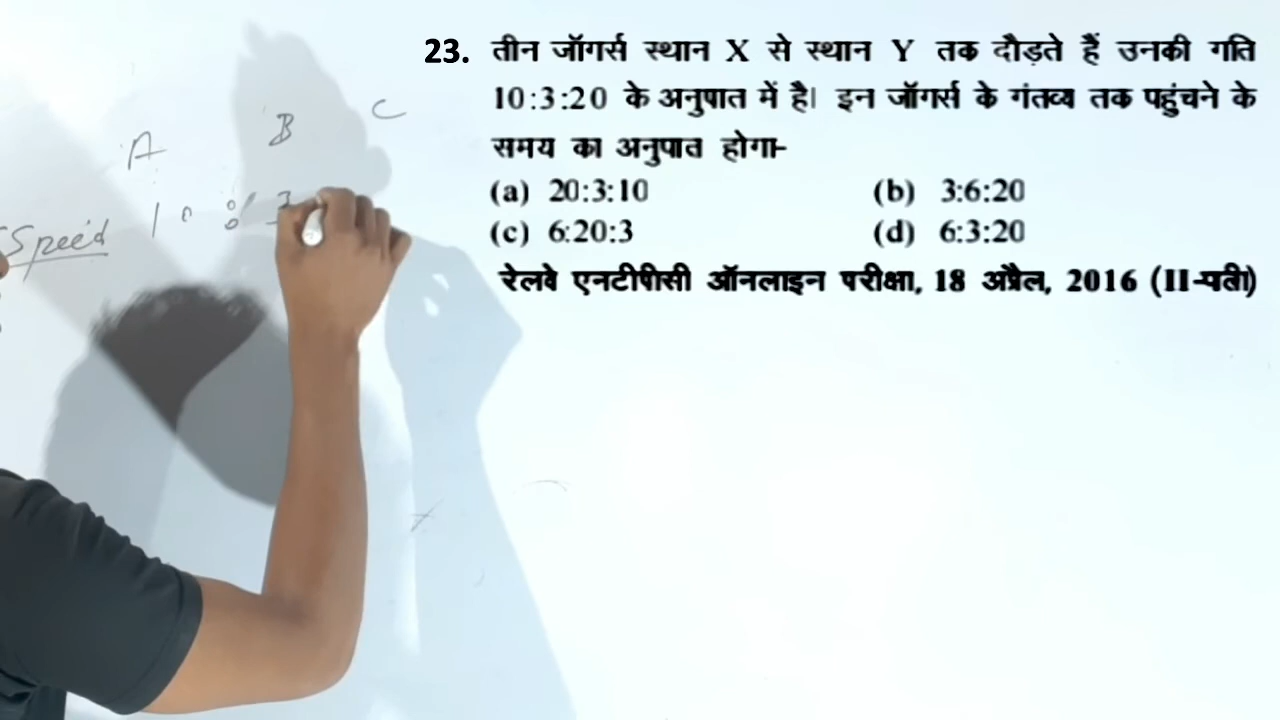 23. तीन जॉगर्स स्थान X से स्थान Y तक दौड़ते हैं उनकी गति
10:3:20 के अनुपात में है। इन जॉगर्स के गंतव्य तक पहुंचने के
समय का अनुपात होगा-
(a) 20:3:10 (b) 3:6:20
(c) 6:20:3 (d) 6:3:20
रेलवे एनटीपीसी ऑनलाइन परीक्षा, 18 अप्रैल, 2016 (II-पाली)
A B C
Speed 10 : 3